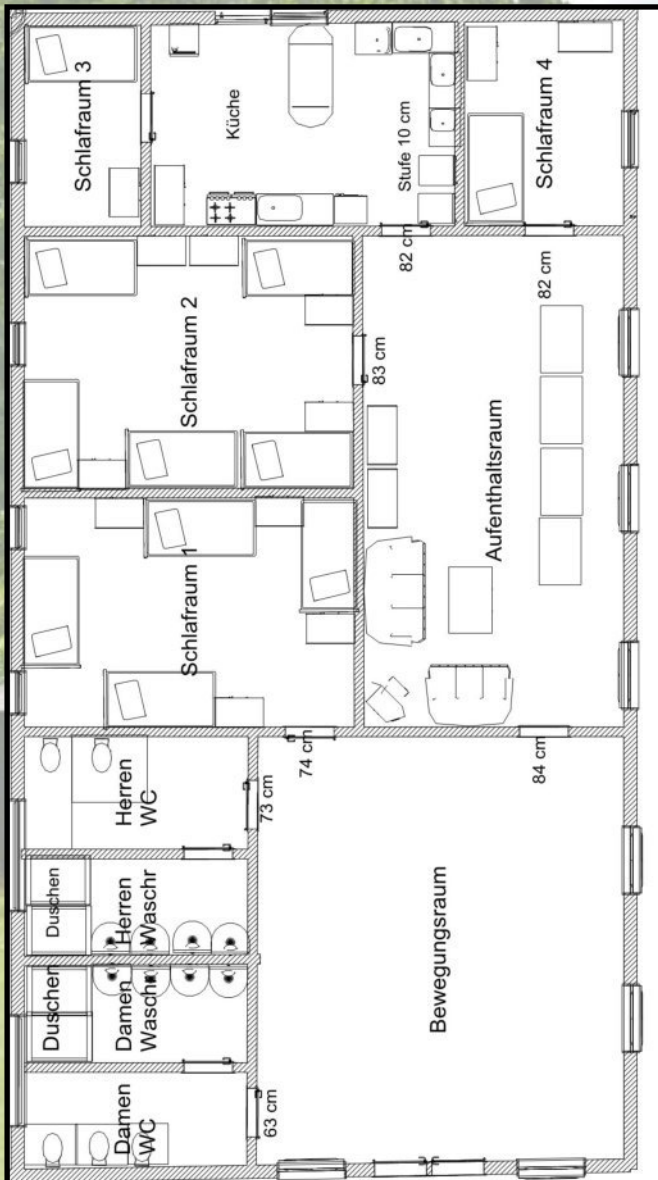 Schlafraum 3
Küche
Stufe 10 cm
Schlafraum 4
82 cm
82 cm
Schlafraum 2
83 cm
Aufenthaltsraum
Schlafraum 1
74 cm
84 cm
Herren
WC
73 cm
Duschen
Herren
Waschr
Bewegungsraum
Duschen
Damen
Waschr
Damen
WC
63 cm